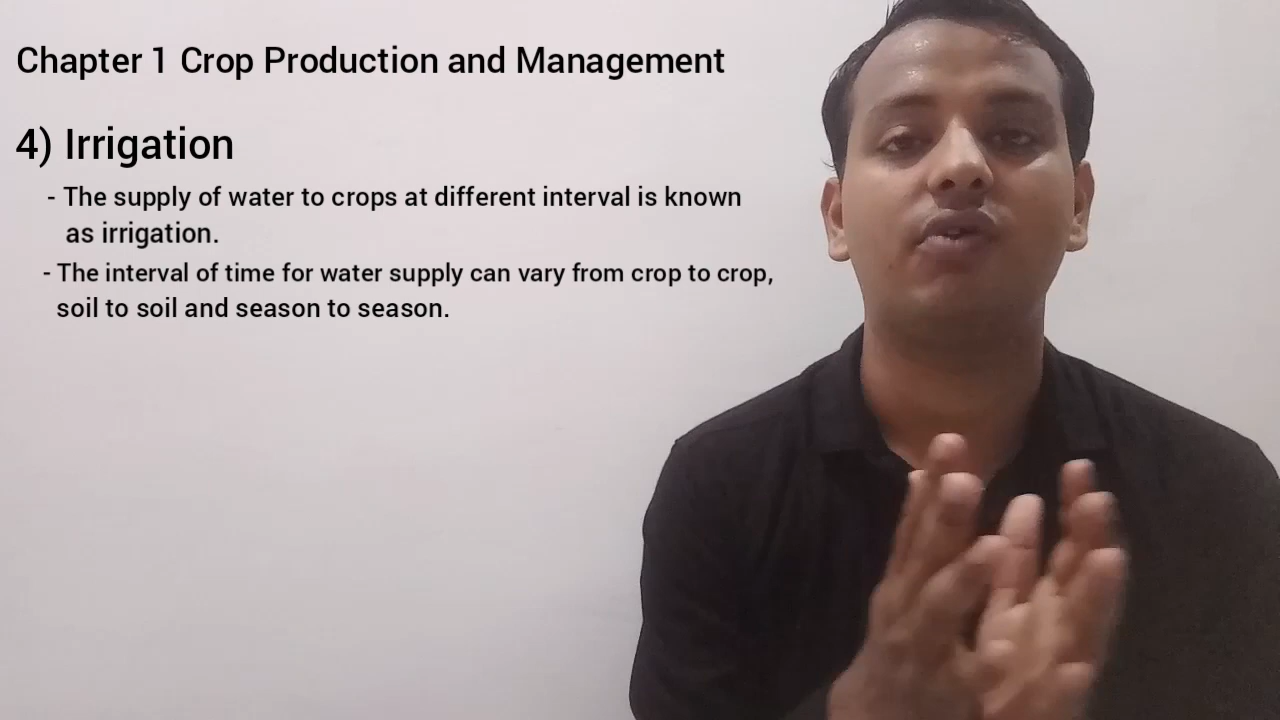 Chapter 1 Crop Production and Management
4) Irrigation
- The supply of water to crops at different interval is known
as irrigation.
- The interval of time for water supply can vary from crop to crop,
soil to soil and season to season.